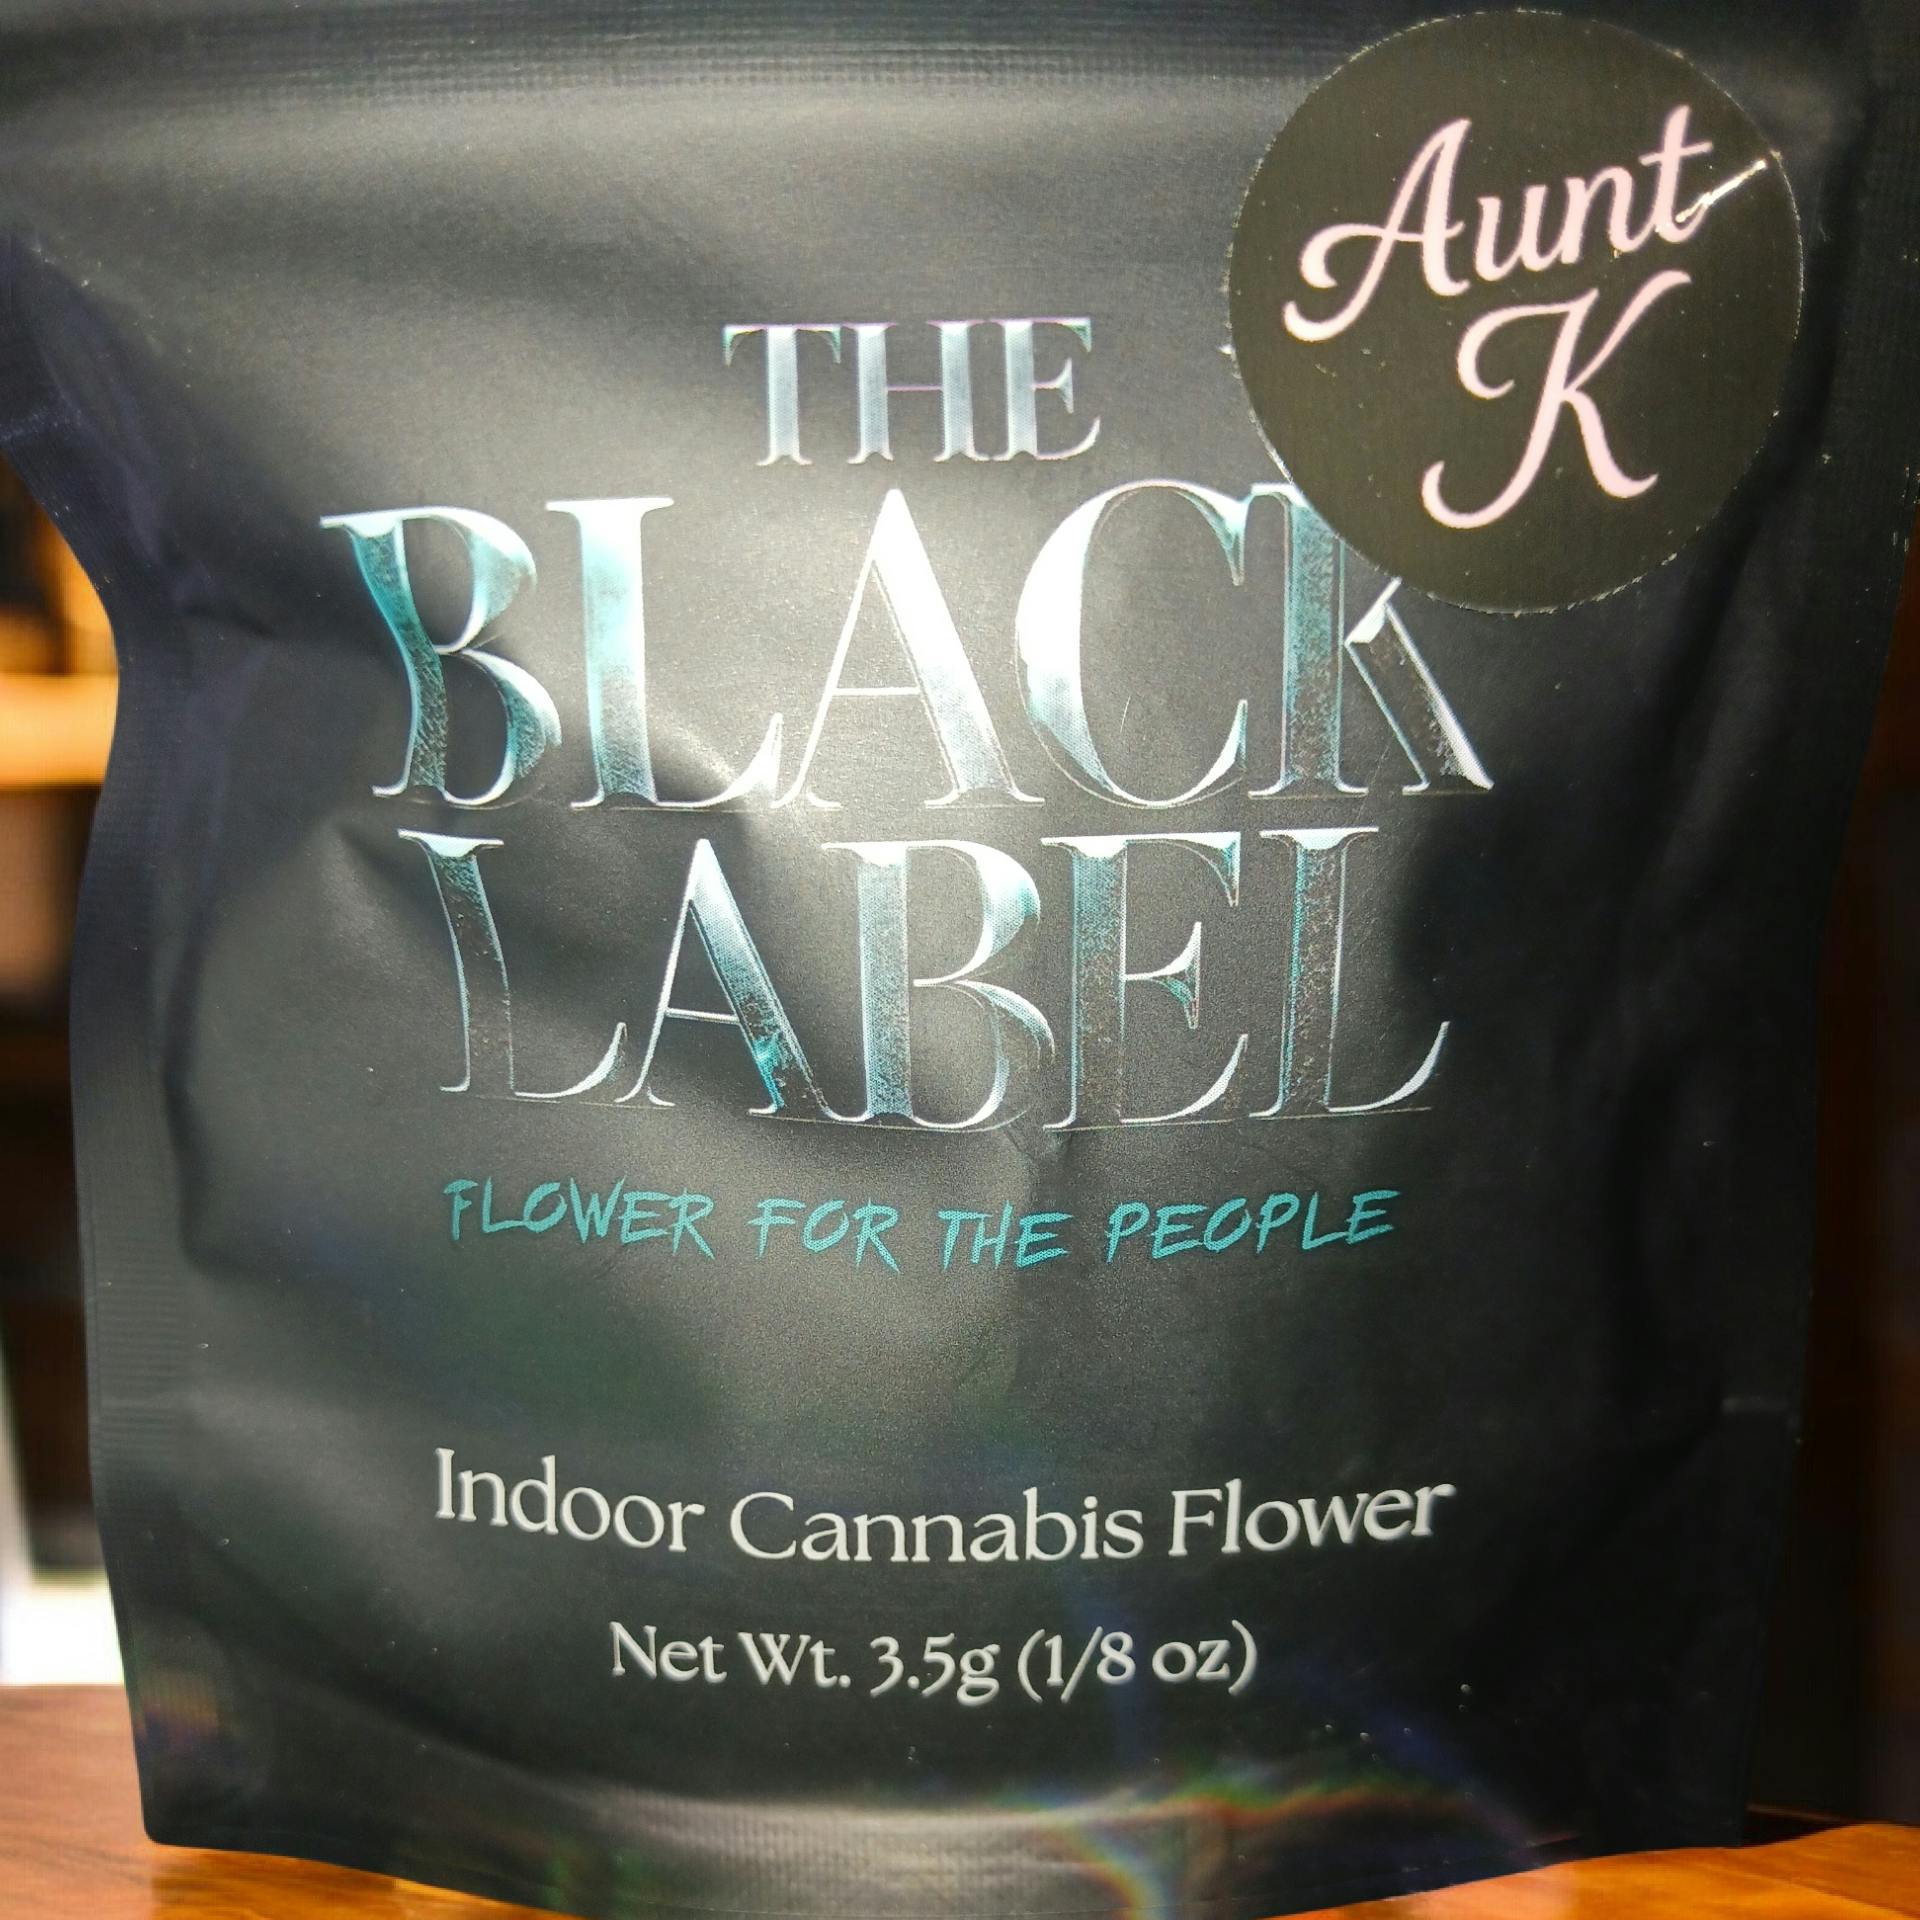 Aunt
K
THE
BLACK
LABEL
FLOWER FOR THE PEOPLE
Indoor Cannabis Flower
Net Wt. 3.5g (1/8 oz)